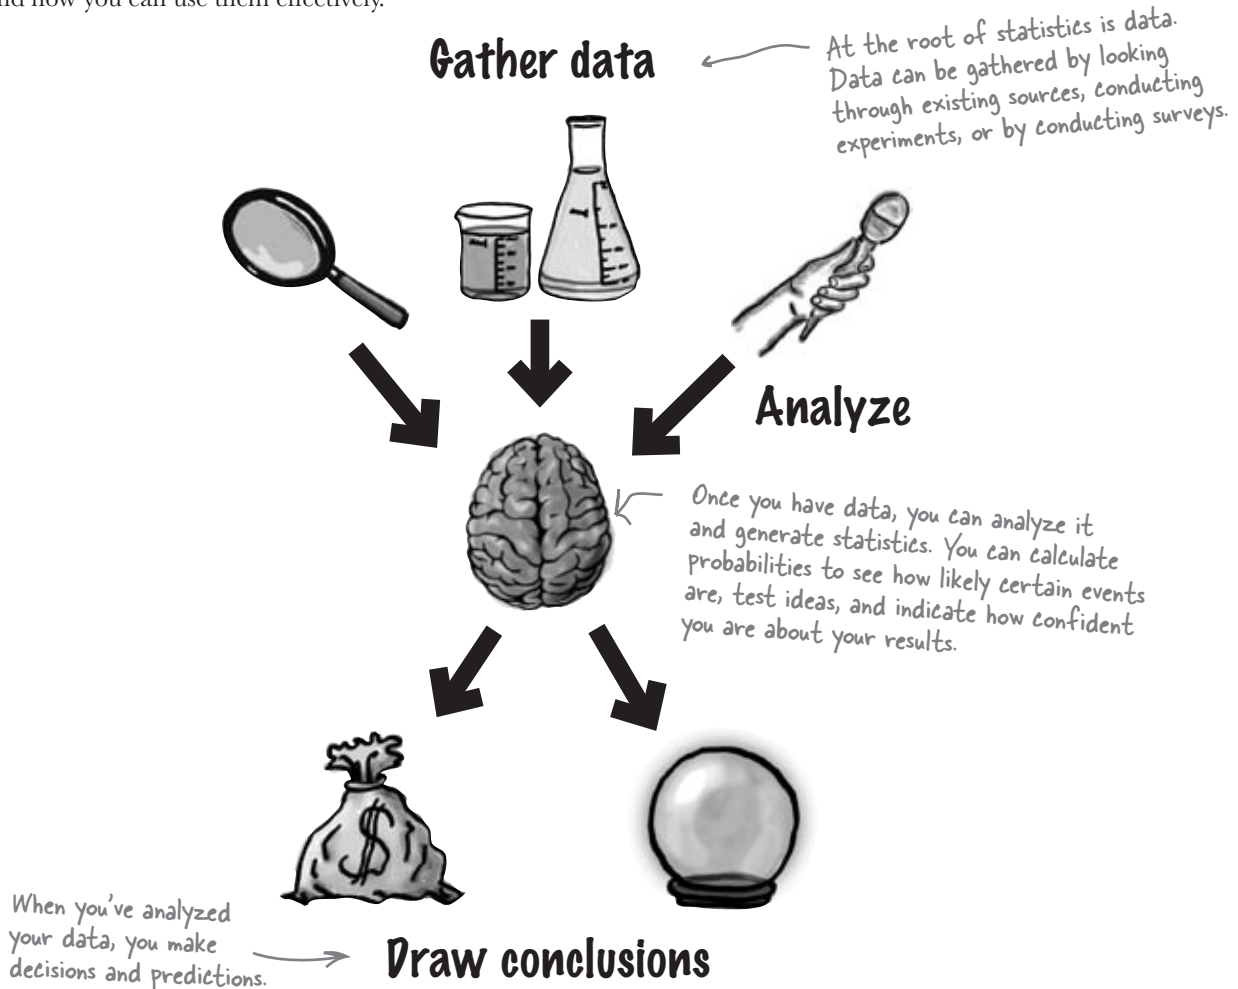 and how you can use them effectively.
Gather data
At the root of statistics is data.
Data can be gathered by looking
through existing sources, conducting
experiments, or by conducting surveys.
Analyze
Once you have data, you can analyze it
and generate statistics. You can calculate
probabilities to see how likely certain events
are, test ideas, and indicate how confident
you are about your results.
$
When you've analyzed
your data, you make
decisions and predictions.
Draw conclusions